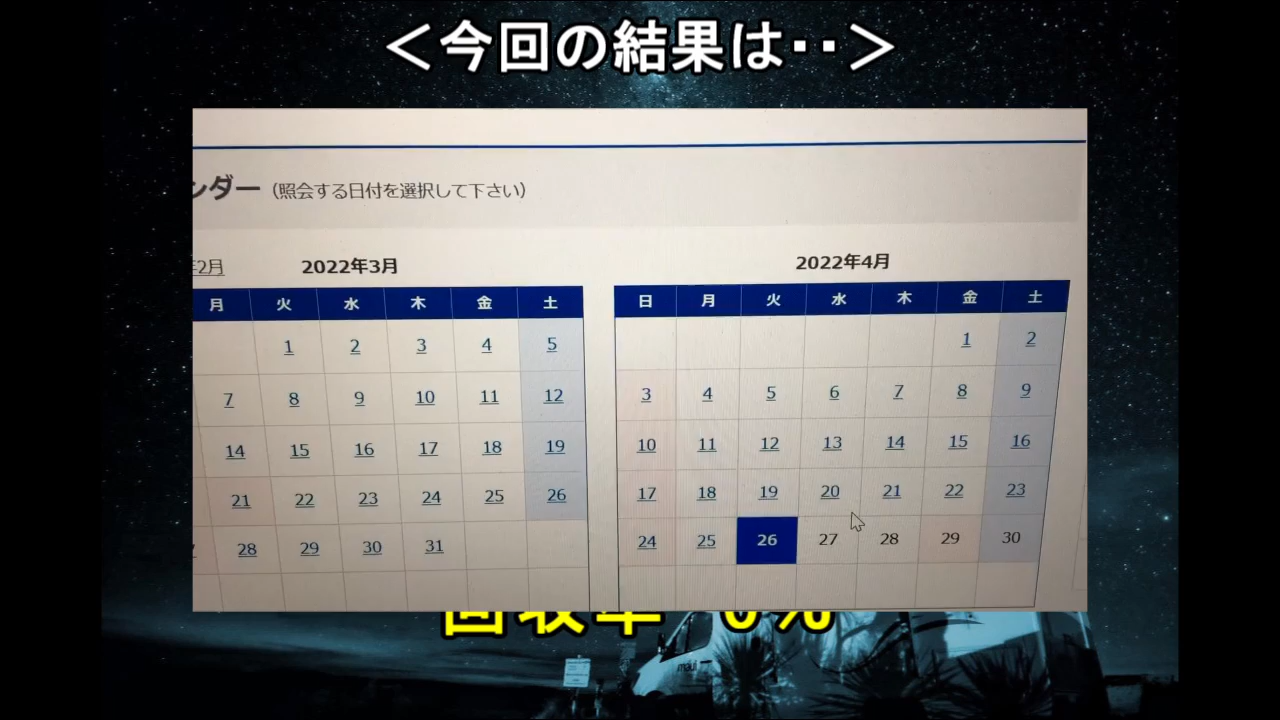 ＜今回の結果は‥＞
ンダー（照会する日付を選択して下さい）
2月 2022年3月 2022年4月
月 火 水 木 金 土 日 月 火 水 木 金 土
1 2 3 4 5 1 2
7 8 9 10 11 12 3 4 5 6 7 8 9
14 15 16 17 18 19 10 11 12 13 14 15 16
21 22 23 24 25 26 17 18 19 20 21 22 23
28 29 30 31 24 25 26 27 28 29 30
回収率 0%
maui